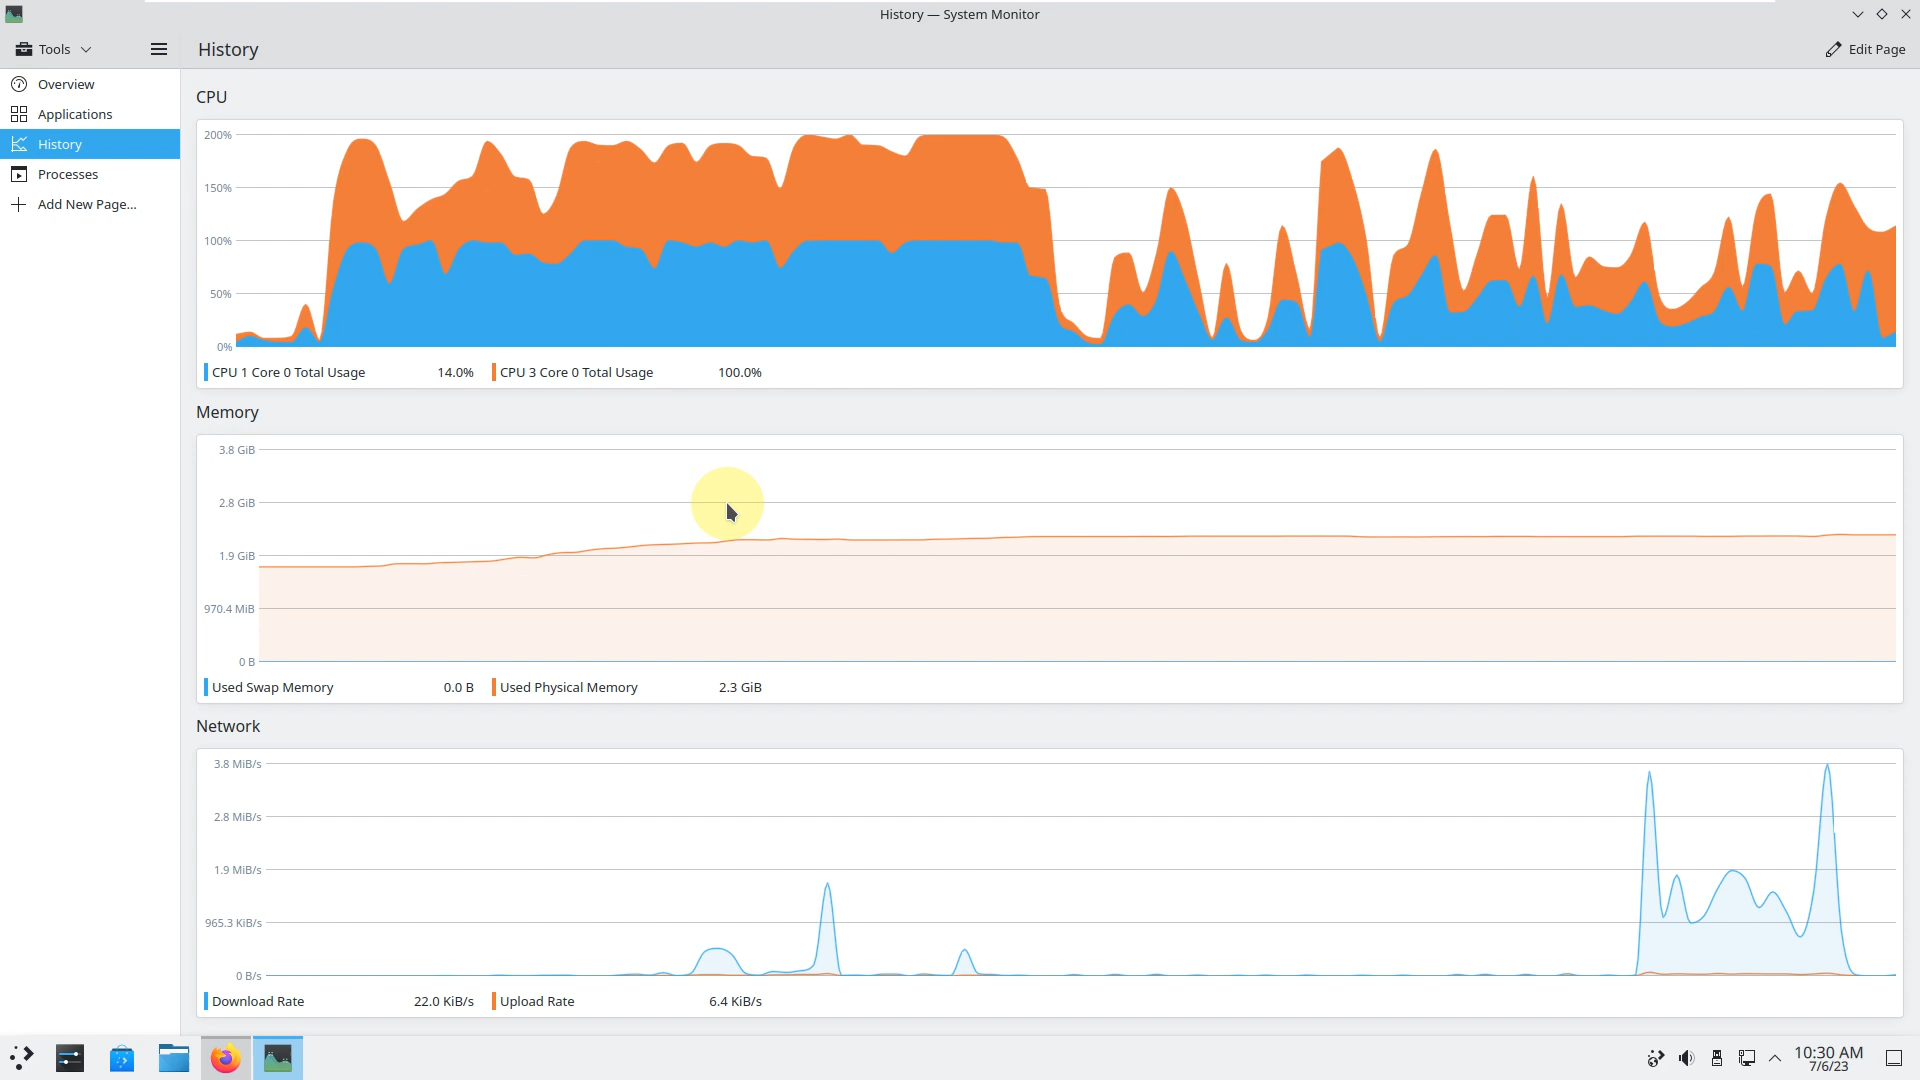 History — System Monitor
Tools
History
Edit Page
Overview
Applications
History
Processes
Add New Page...
CPU
200%
150%
100%
50%
0%
CPU 1 Core 0 Total Usage 14.0% CPU 3 Core 0 Total Usage 100.0%
Memory
3.8 GiB
2.8 GiB
1.9 GiB
970.4 MiB
0 B
Used Swap Memory 0.0 B Used Physical Memory 2.3 GiB
Network
3.8 MiB/s
2.8 MiB/s
1.9 MiB/s
965.3 KiB/s
0 B/s
Download Rate 22.0 KiB/s Upload Rate 6.4 KiB/s
10:30 AM
7/6/23